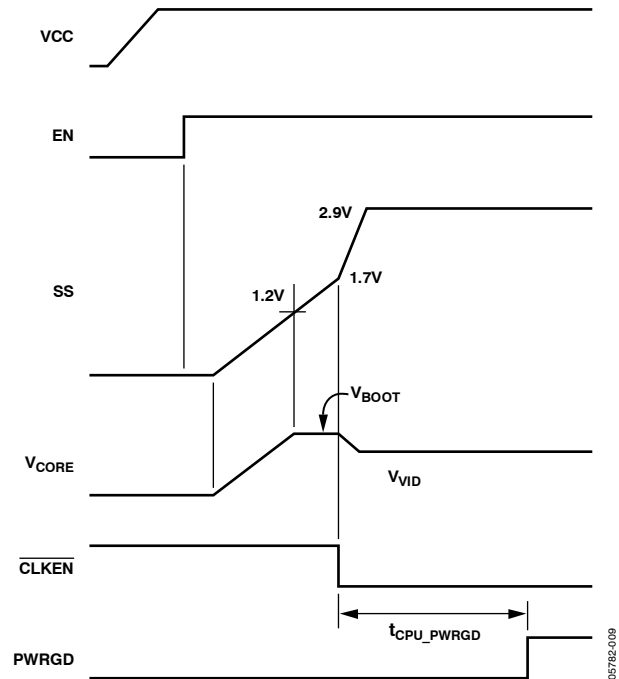 VCC
EN
2.9V
SS
1.2V
1.7V
VBOOT
VCORE
VVID
CLKEN
tCPU_PWRGD
PWRGD
05782-009